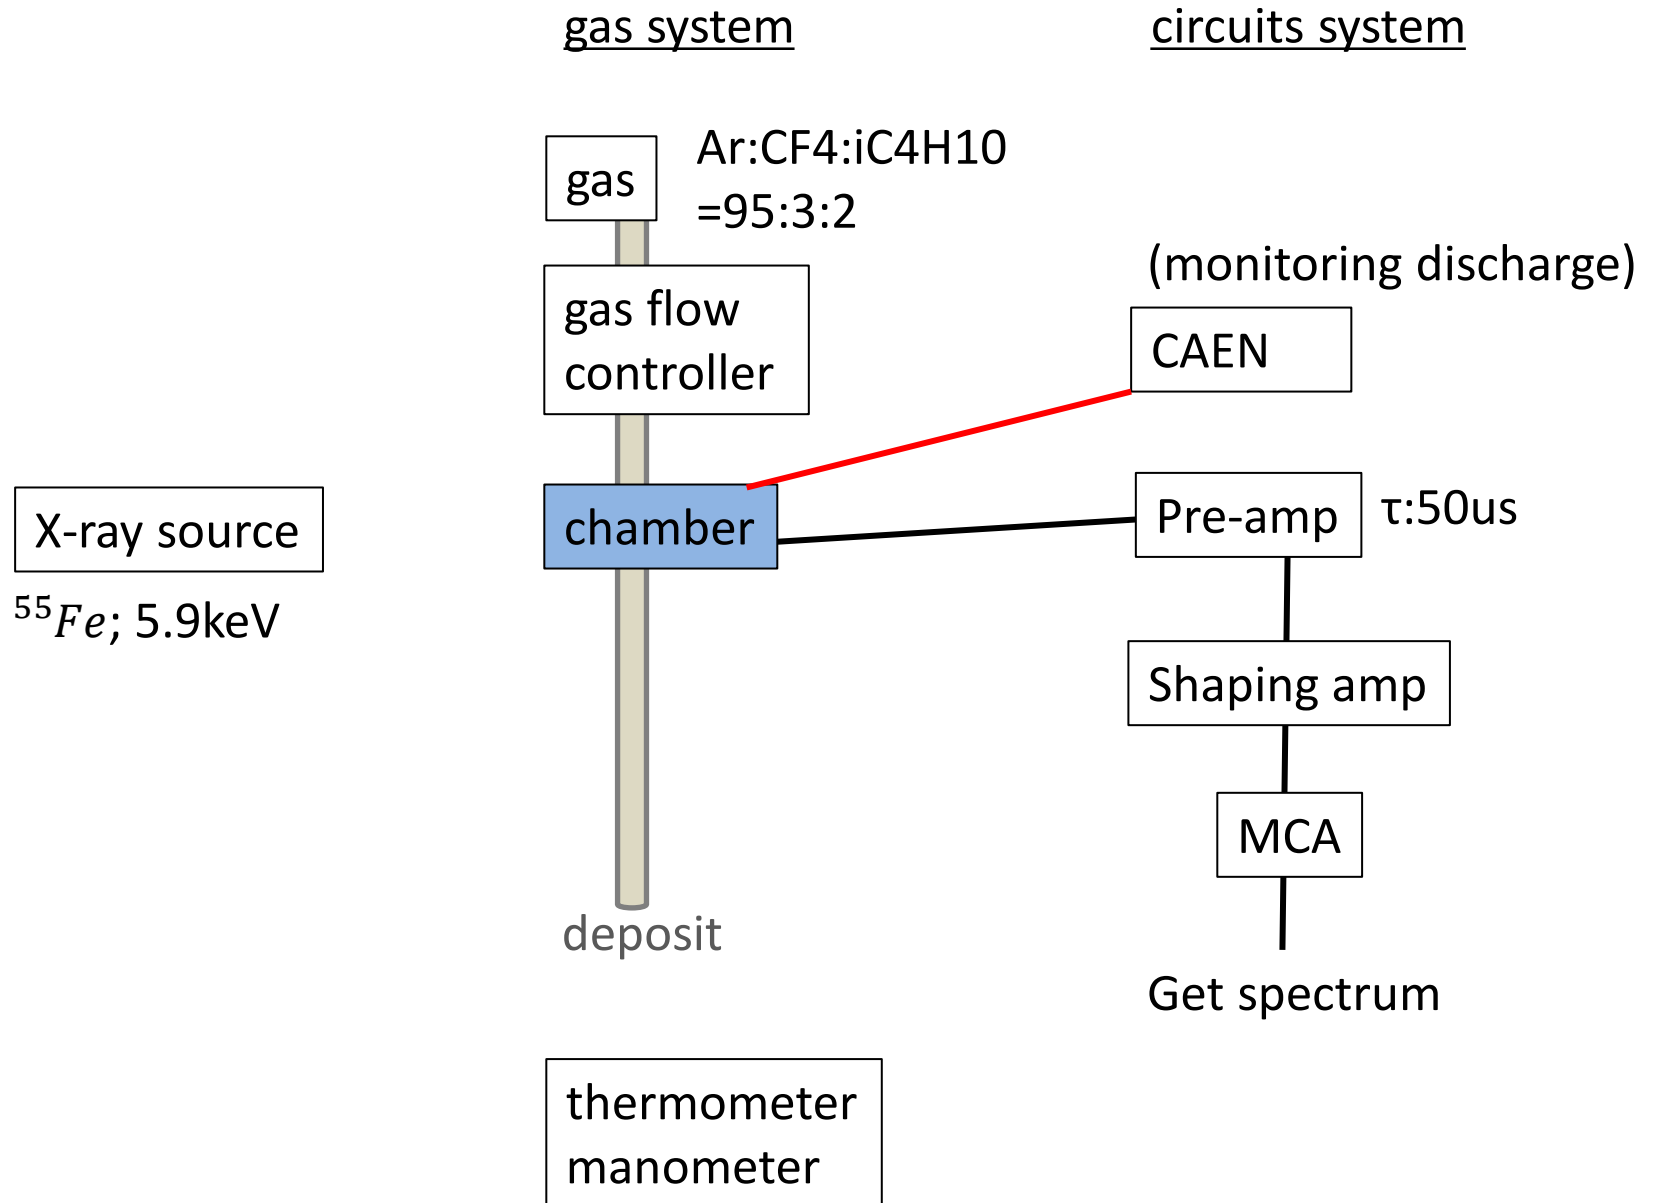 gas system
circuits system
gas
Ar:CF4:iC4H10
=95:3:2
gas flow
controller
(monitoring discharge)
CAEN
X-ray source
⁵⁵Fe; 5.9keV
chamber
Pre-amp
τ:50us
Shaping amp
MCA
deposit
Get spectrum
thermometer
manometer